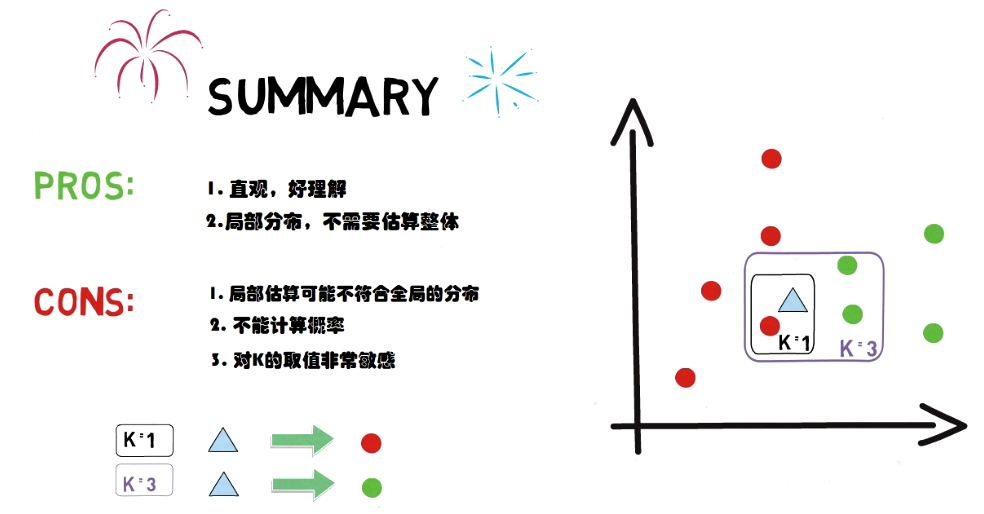 SUMMARY
PROS:
1. 直观，好理解
2.局部分布，不需要估算整体
CONS:
1. 局部估算可能不符合全局的分布
2. 不能计算概率
3. 对K的取值非常敏感
K=1
K=3
K=1
K=3